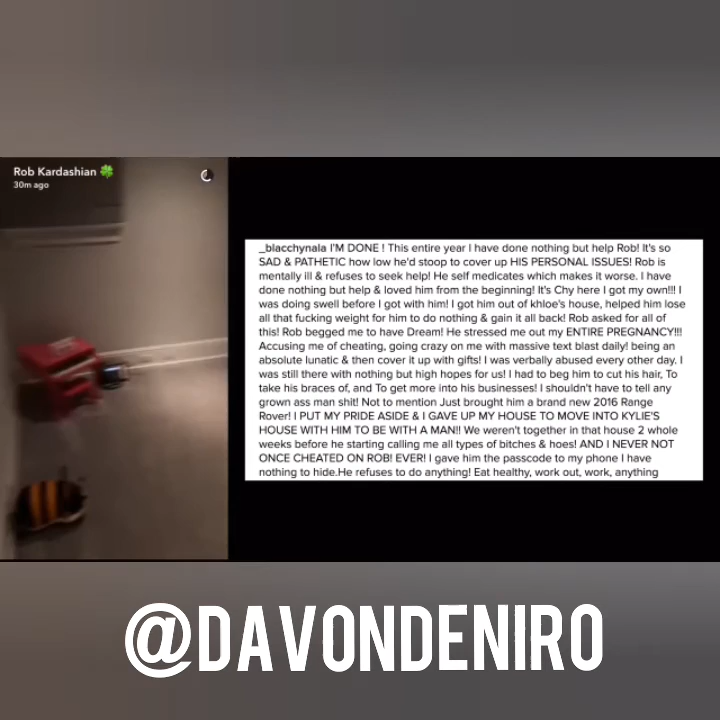 Rob Kardashian 🍀
30m ago
_blacchynala I'M DONE ! This entire year I have done nothing but help Rob! It's so
SAD & PATHETIC how low he'd stoop to cover up HIS PERSONAL ISSUES! Rob is
mentally ill & refuses to seek help! He self medicates which makes it worse. I have
done nothing but help & loved him from the beginning! It's Chy here I got my own!!! I
was doing swell before I got with him! I got him out of khloe's house, helped him lose
all that fucking weight for him to do nothing & gain it all back! Rob asked for all of
this! Rob begged me to have Dream! He stressed me out my ENTIRE PREGNANCY!!!
Accusing me of cheating, going crazy on me with massive text blast daily! being an
absolute lunatic & then cover it up with gifts! I was verbally abused every other day. I
was still there with nothing but high hopes for us! I had to beg him to cut his hair, To
take his braces of, and To get more into his businesses! I shouldn't have to tell any
grown ass man shit! Not to mention Just brought him a brand new 2016 Range
Rover! I PUT MY PRIDE ASIDE & I GAVE UP MY HOUSE TO MOVE INTO KYLIE'S
HOUSE WITH HIM TO BE WITH A MAN!! We weren't together in that house 2 whole
weeks before he starting calling me all types of bitches & hoes! AND I NEVER NOT
ONCE CHEATED ON ROB! EVER! I gave him the passcode to my phone I have
nothing to hide.He refuses to do anything! Eat healthy, work out, work, anything
@DAVONDENIRO